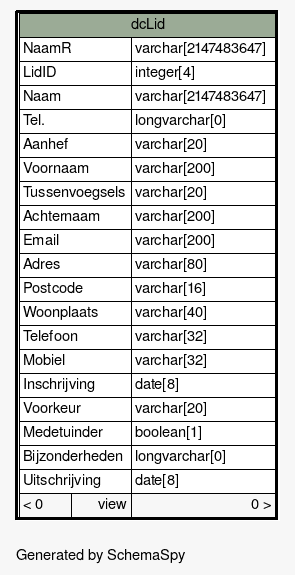 dcLid
NaamR varchar[2147483647]
LidID integer[4]
Naam varchar[2147483647]
Tel. longvarchar[0]
Aanhef varchar[20]
Voornaam varchar[200]
Tussenvoegsels varchar[20]
Achternaam varchar[200]
Email varchar[200]
Adres varchar[80]
Postcode varchar[16]
Woonplaats varchar[40]
Telefoon varchar[32]
Mobiel varchar[32]
Inschrijving date[8]
Voorkeur varchar[20]
Medetuinder boolean[1]
Bijzonderheden longvarchar[0]
Uitschrijving date[8]
< 0 view 0 >
Generated by SchemaSpy